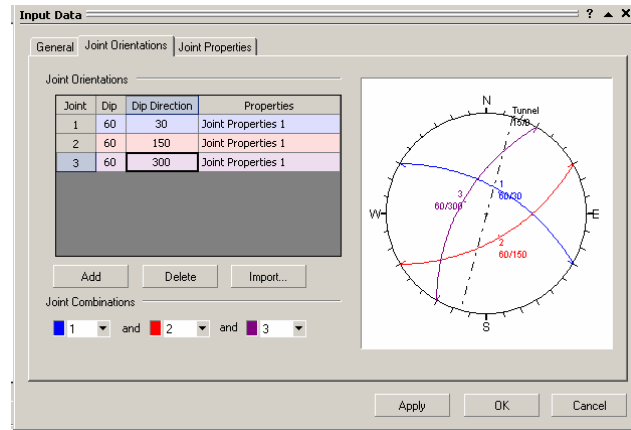 Input Data ?
General Joint Orientations Joint Properties
Joint Orientations
Joint Dip Dip Direction Properties
1 60 30 Joint Properties 1
2 60 150 Joint Properties 1
3 60 300 Joint Properties 1
Add Delete Import...
Joint Combinations
1 and 2 and 3
N
Tunnel
/15/0
1
60/30
3
60/300
W
E
2
60/150
S
Apply OK Cancel